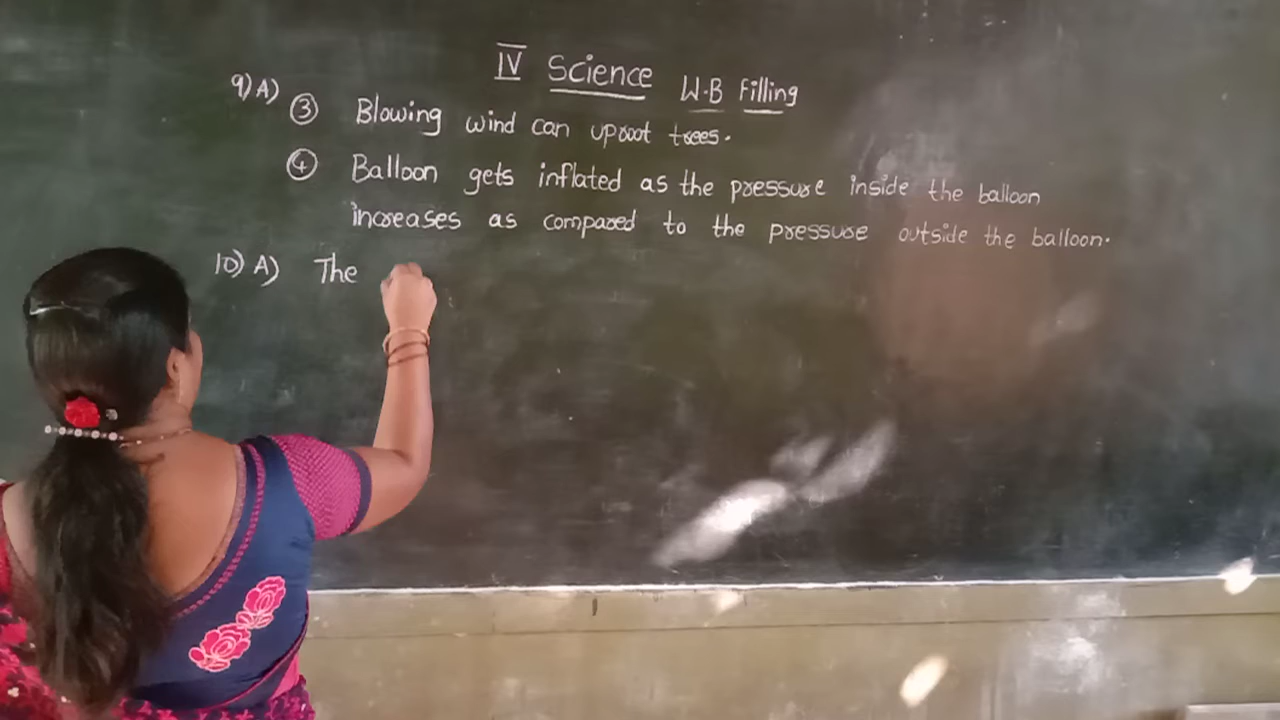 IV Science W.B Filling
9) A) ③ Blowing wind can uproot trees.
④ Balloon gets inflated as the pressure inside the balloon
increases as compared to the pressure outside the balloon.
10) A) The